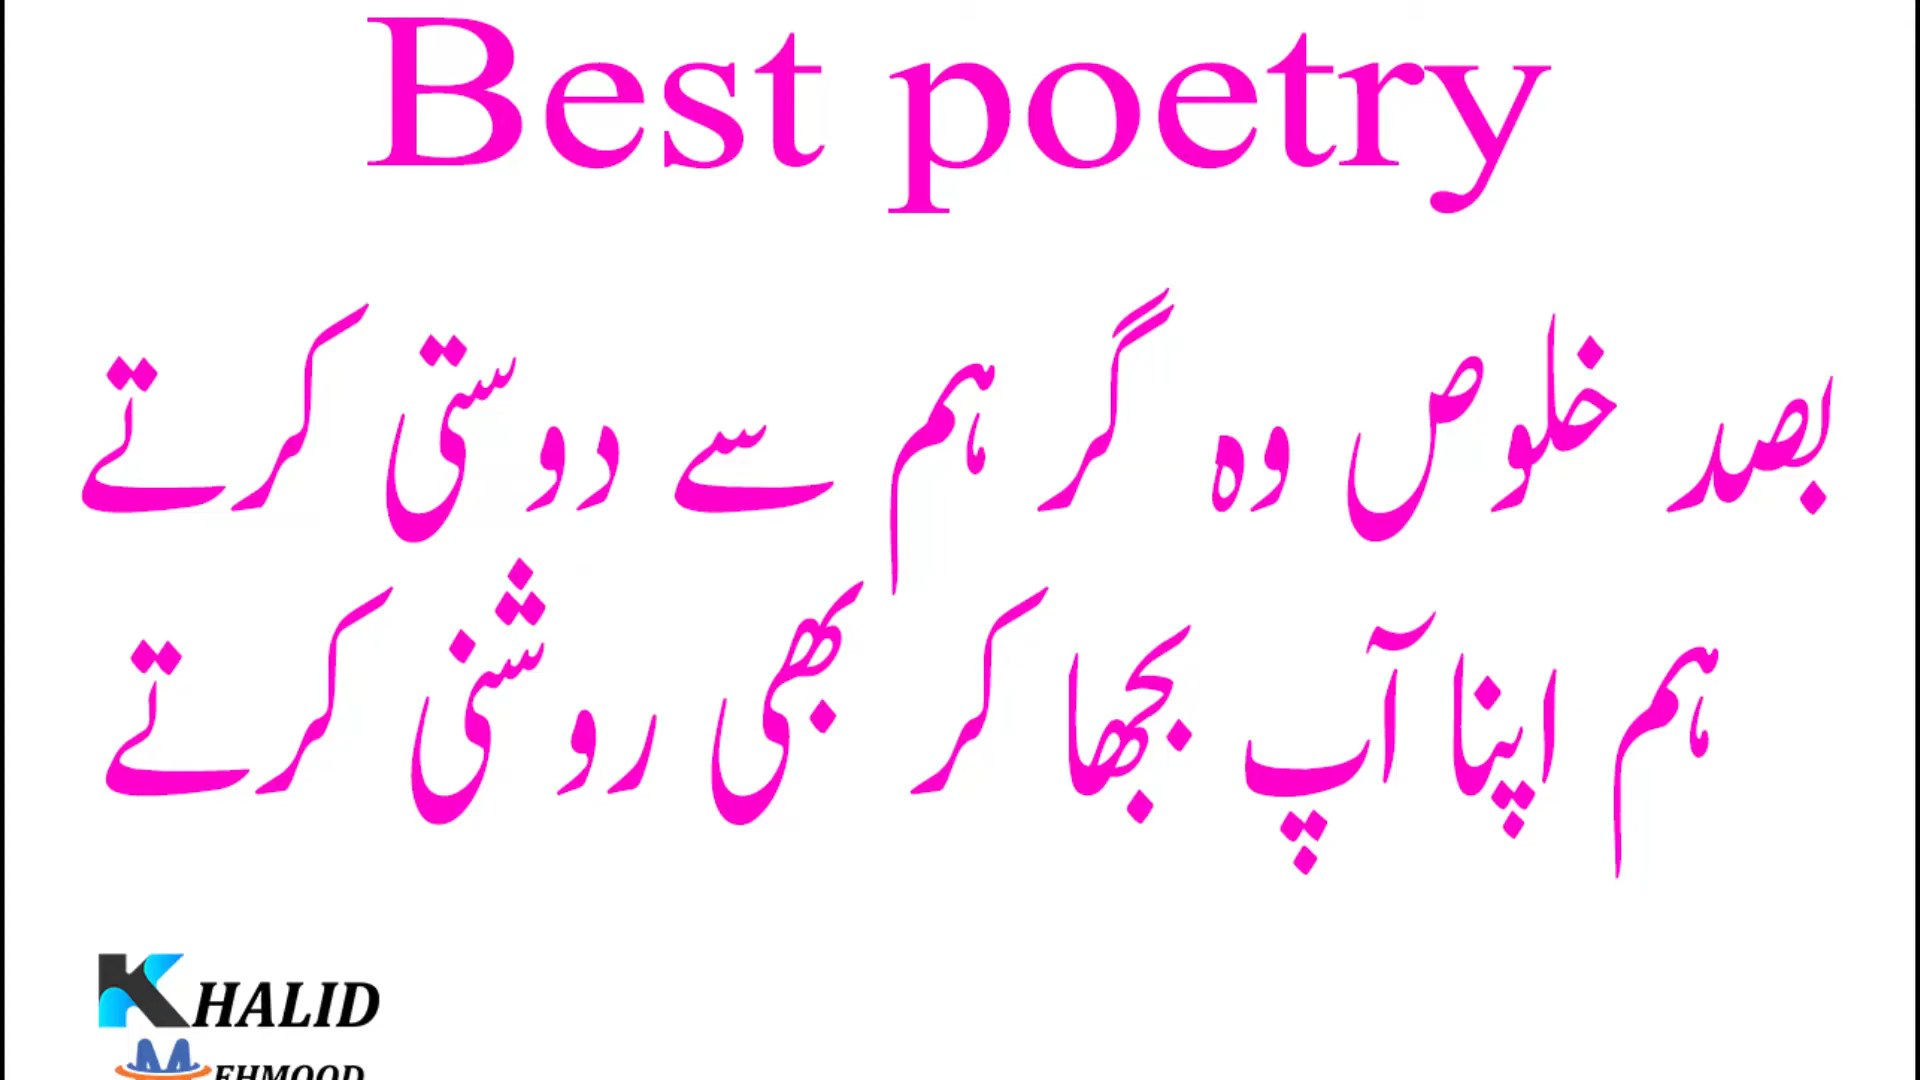 Best poetry
بصد خلوص وہ گر ہم سے دوستی کرتے
ہم اپنا آپ بجھا کر بھی روشنی کرتے
KHALID
MEHMOOD